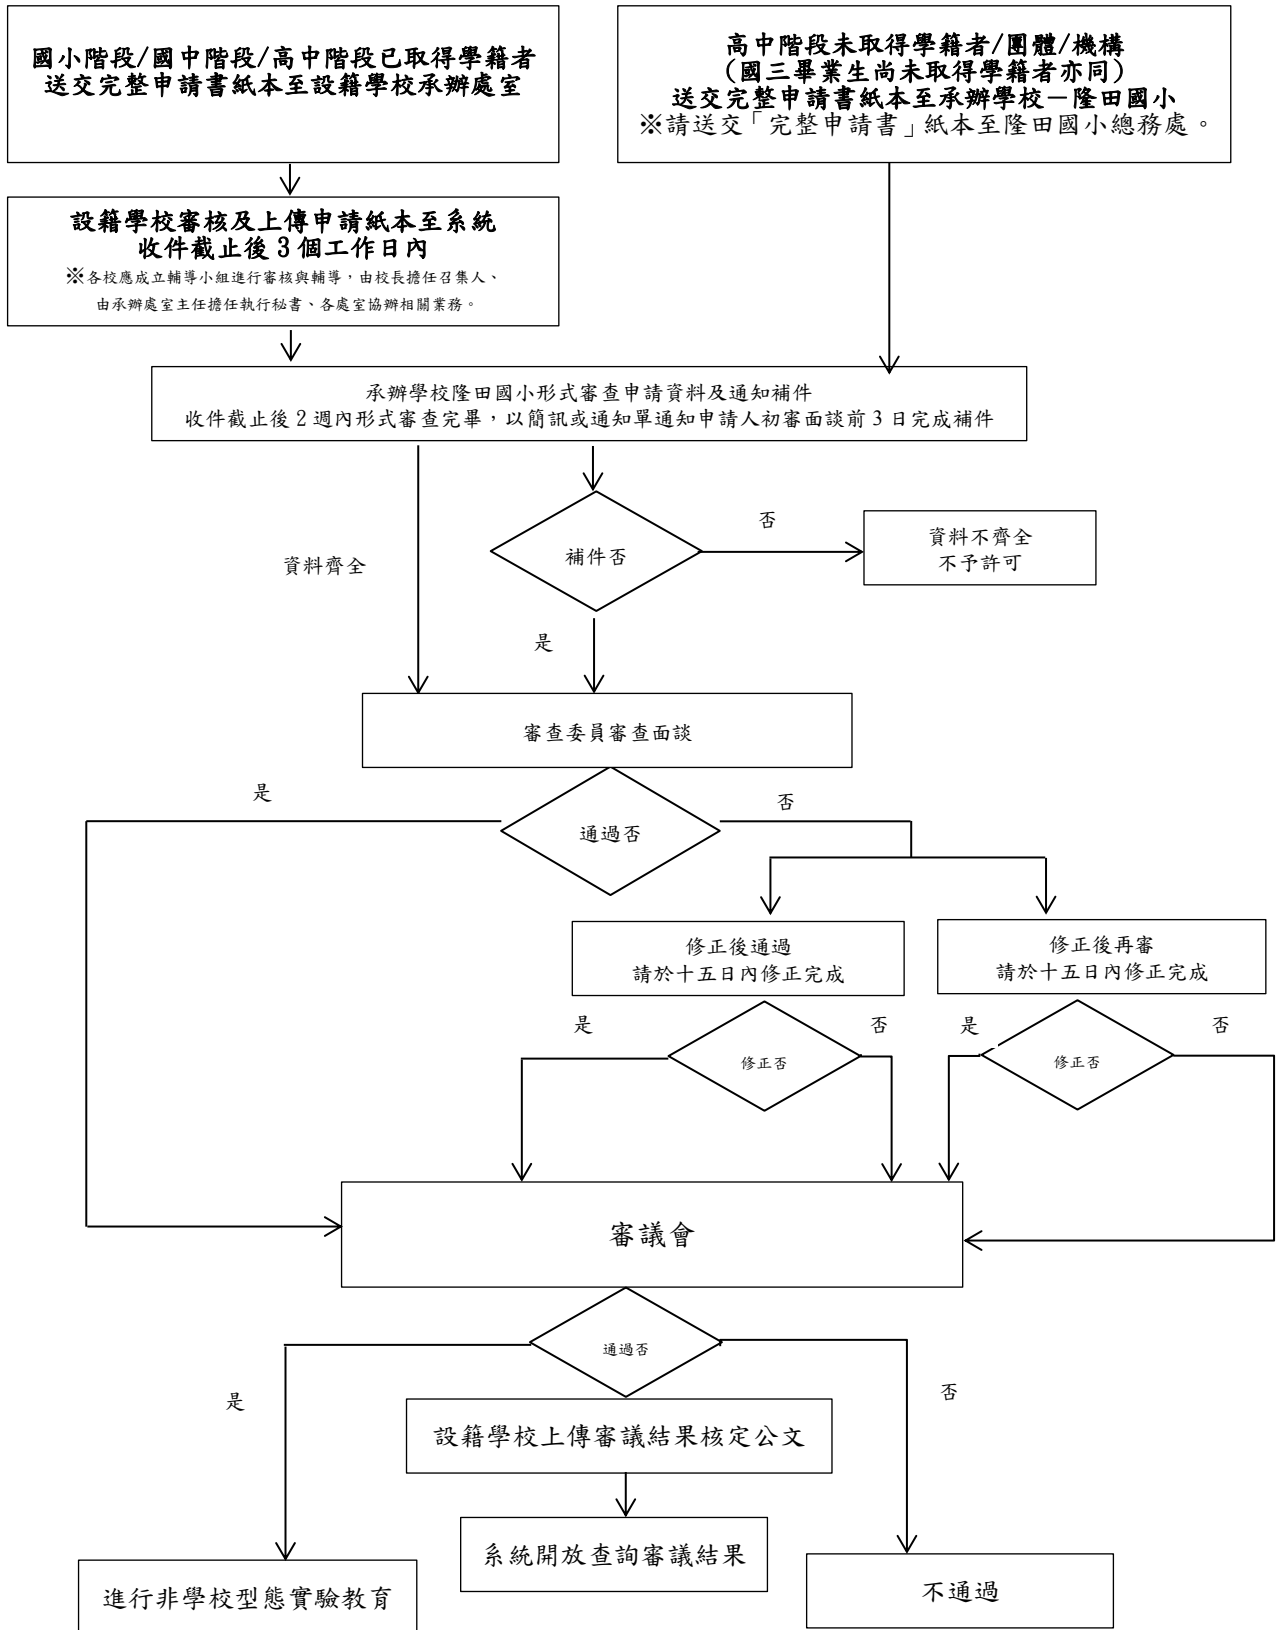 國小階段/國中階段/高中階段已取得學籍者
送交完整申請書紙本至設籍學校承辦處室
高中階段未取得學籍者/團體/機構
(國三畢業生尚未取得學籍者亦同)
送交完整申請書紙本至承辦學校－隆田國小
※請送交「完整申請書」紙本至隆田國小總務處。
設籍學校審核及上傳申請紙本至系統
收件截止後 3 個工作日內
※各校應成立輔導小組進行審核與輔導，由校長擔任召集人、
由承辦處室主任擔任執行秘書、各處室協辦相關業務。
承辦學校隆田國小形式審查申請資料及通知補件
收件截止後 2 週內形式審查完畢，以簡訊或通知單通知申請人初審面談前 3 日完成補件
資料齊全
補件否
否
資料不齊全
不予許可
是
審查委員審查面談
是
通過否
否
修正後通過
請於十五日內修正完成
修正後再審
請於十五日內修正完成
是
修正否
否
是
修正否
否
審議會
通過否
是
否
設籍學校上傳審議結果核定公文
系統開放查詢審議結果
進行非學校型態實驗教育
不通過